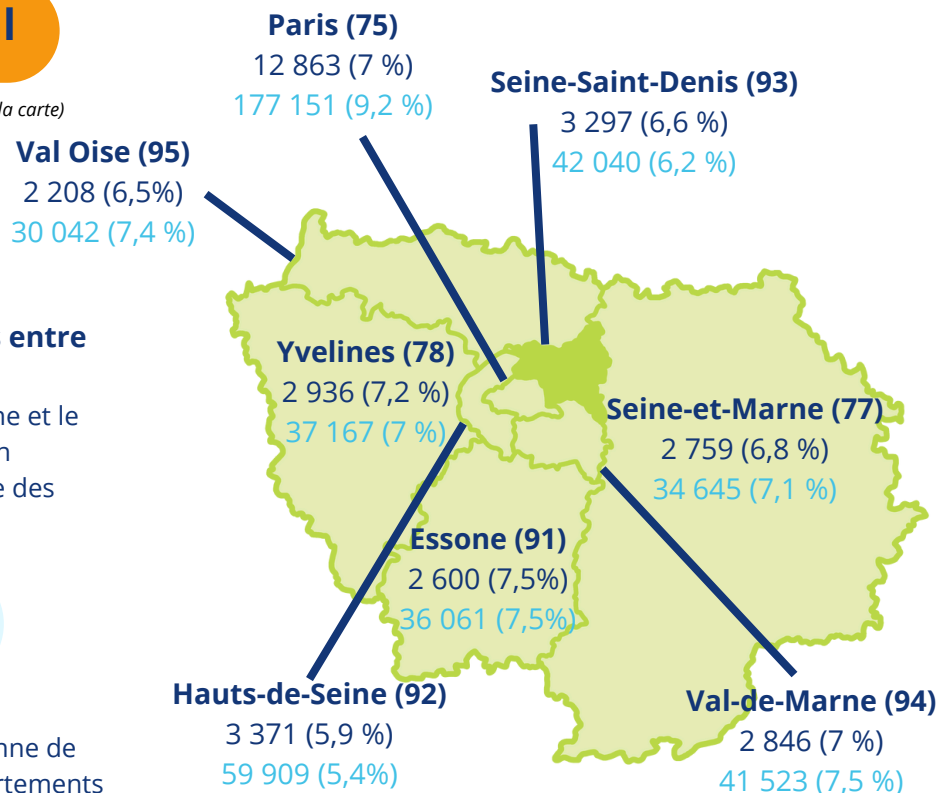 l
la carte)
Paris (75)
12 863 (7 %)
177 151 (9,2 %)
Seine-Saint-Denis (93)
3 297 (6,6 %)
42 040 (6,2 %)
Val Oise (95)
2 208 (6,5%)
30 042 (7,4 %)
entre
ne et le
n
e des
Yvelines (78)
2 936 (7,2 %)
37 167 (7 %)
Seine-et-Marne (77)
2 759 (6,8 %)
34 645 (7,1 %)
Essone (91)
2 600 (7,5%)
36 061 (7,5%)
Hauts-de-Seine (92)
3 371 (5,9 %)
59 909 (5,4%)
Val-de-Marne (94)
2 846 (7 %)
41 523 (7,5 %)
nne de
rtements